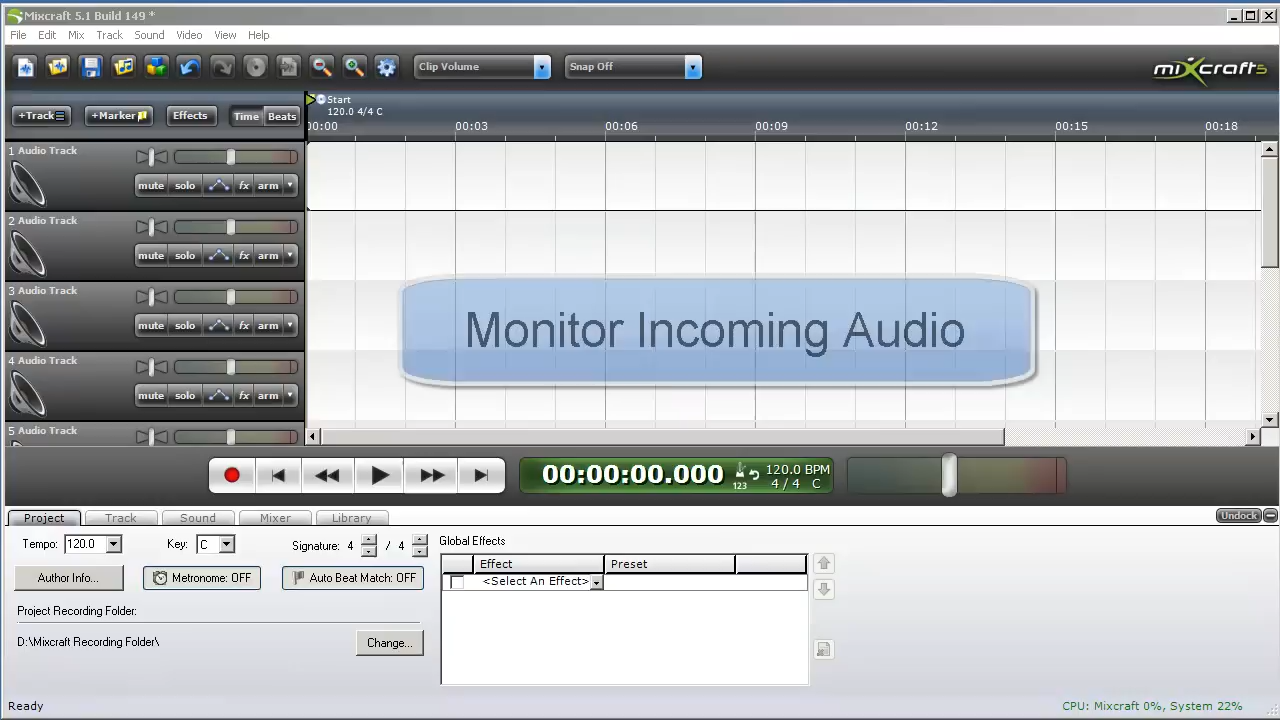 Mixcraft 5.1 Build 149 *
File Edit Mix Track Sound Video View Help
Clip Volume Snap Off mixcraft5
+Track +Marker Effects Time Beats
Start
120.0 4/4 C
00:00 00:03 00:06 00:09 00:12 00:15 00:18
1 Audio Track
mute solo fx arm
2 Audio Track
mute solo fx arm
3 Audio Track
mute solo fx arm
Monitor Incoming Audio
4 Audio Track
mute solo fx arm
5 Audio Track
00:00:00.000 123 120.0 BPM
4 / 4 C
Project Track Sound Mixer Library Undock
Tempo: 120.0 Key: C Signature: 4 / 4 Global Effects
Effect Preset
Author Info... Metronome: OFF Auto Beat Match: OFF <Select An Effect>
Project Recording Folder:
D:\Mixcraft Recording Folder\ Change...
Ready CPU: Mixcraft 0%, System 22%